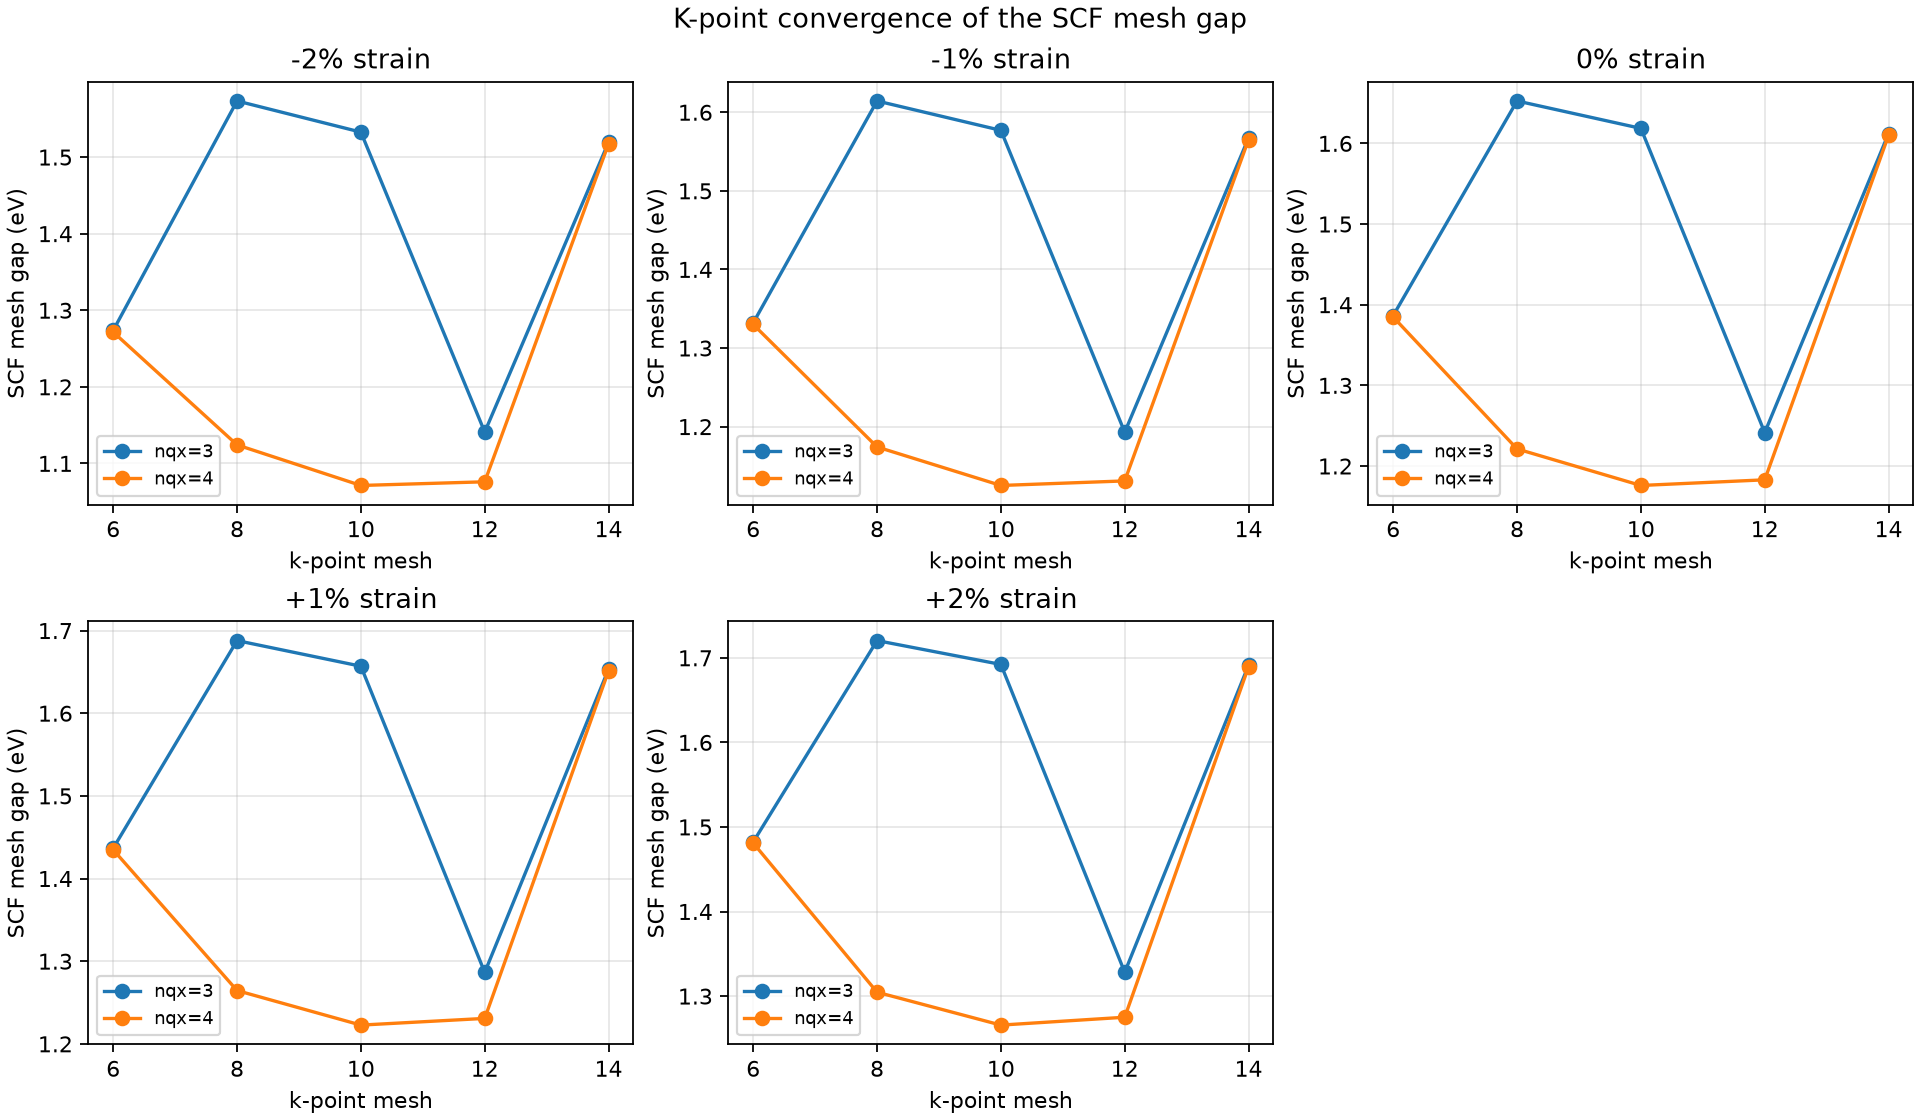 K-point convergence of the SCF mesh gap
-2% strain
SCF mesh gap (eV)
1.5
1.4
1.3
1.2
1.1
nqx=3
nqx=4
6 8 10 12 14
k-point mesh
-1% strain
SCF mesh gap (eV)
1.6
1.5
1.4
1.3
1.2
nqx=3
nqx=4
6 8 10 12 14
k-point mesh
0% strain
SCF mesh gap (eV)
1.6
1.5
1.4
1.3
1.2
nqx=3
nqx=4
6 8 10 12 14
k-point mesh
+1% strain
SCF mesh gap (eV)
1.7
1.6
1.5
1.4
1.3
1.2
nqx=3
nqx=4
6 8 10 12 14
k-point mesh
+2% strain
SCF mesh gap (eV)
1.7
1.6
1.5
1.4
1.3
nqx=3
nqx=4
6 8 10 12 14
k-point mesh